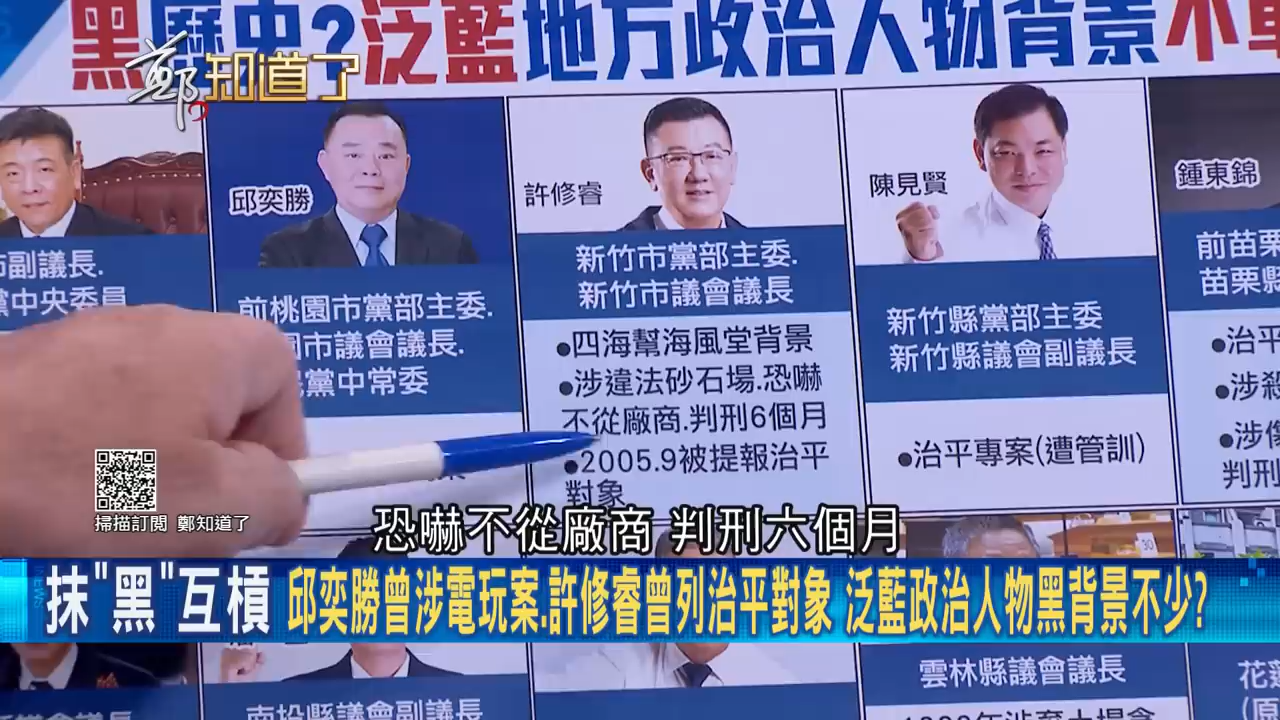 黑歷史?泛藍地方政治人物背景不單
鄭知道了
邱奕勝
許修睿
陳見賢
鍾東錦
市副議長.
黨中央委員
前桃園市黨部主委.
園市議會議長.
民黨中常委
新竹市黨部主委.
新竹市議會議長
●四海幫海風堂背景
●涉違法砂石場.恐嚇
不從廠商.判刑6個月
●2005.9被提報治平
對象
新竹縣黨部主委
新竹縣議會副議長
●治平專案(遭管訓)
前苗栗
苗栗縣
●治平
●涉殺
●涉傷
判刑
掃描訂閱 鄭知道了
恐嚇不從廠商 判刑六個月
抹"黑"互槓
邱奕勝曾涉電玩案.許修睿曾列治平對象 泛藍政治人物黑背景不少?
南投縣議會副議長
雲林縣議會議長
花蓮
(原